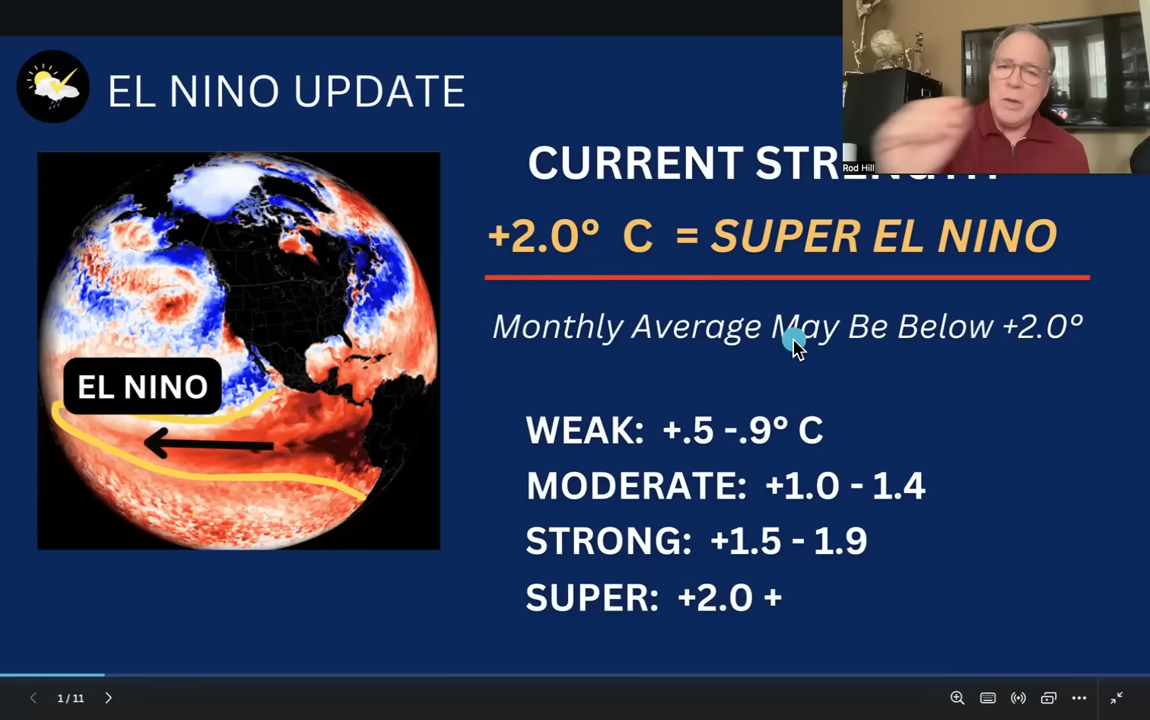 EL NINO UPDATE
Rod Hill
CURRENT
+2.0° C = SUPER EL NINO
Monthly Average May Be Below +2.0°
EL NINO
WEAK: +.5 -.9° C
MODERATE: +1.0 - 1.4
STRONG: +1.5 - 1.9
SUPER: +2.0 +
1 / 11